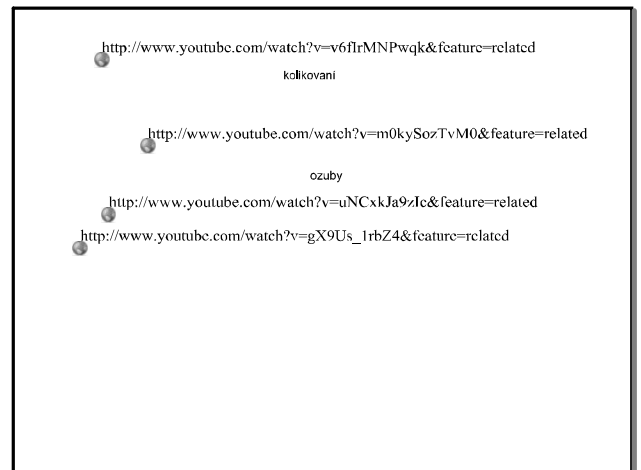 http://www.youtube.com/watch?v=v6fIrMNPwqk&feature=related
kolikovaní
http://www.youtube.com/watch?v=m0kySozTvM0&feature=related
ozuby
http://www.youtube.com/watch?v=uNCxkJa9zIc&feature=related
http://www.youtube.com/watch?v=gX9Us_1rbZ4&feature=related